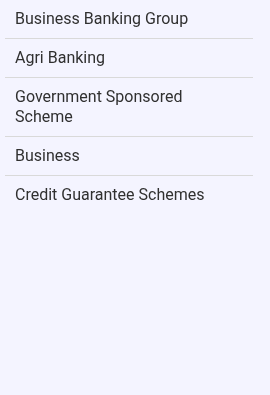 Business Banking Group
Agri Banking
Government Sponsored
Scheme
Business
Credit Guarantee Schemes